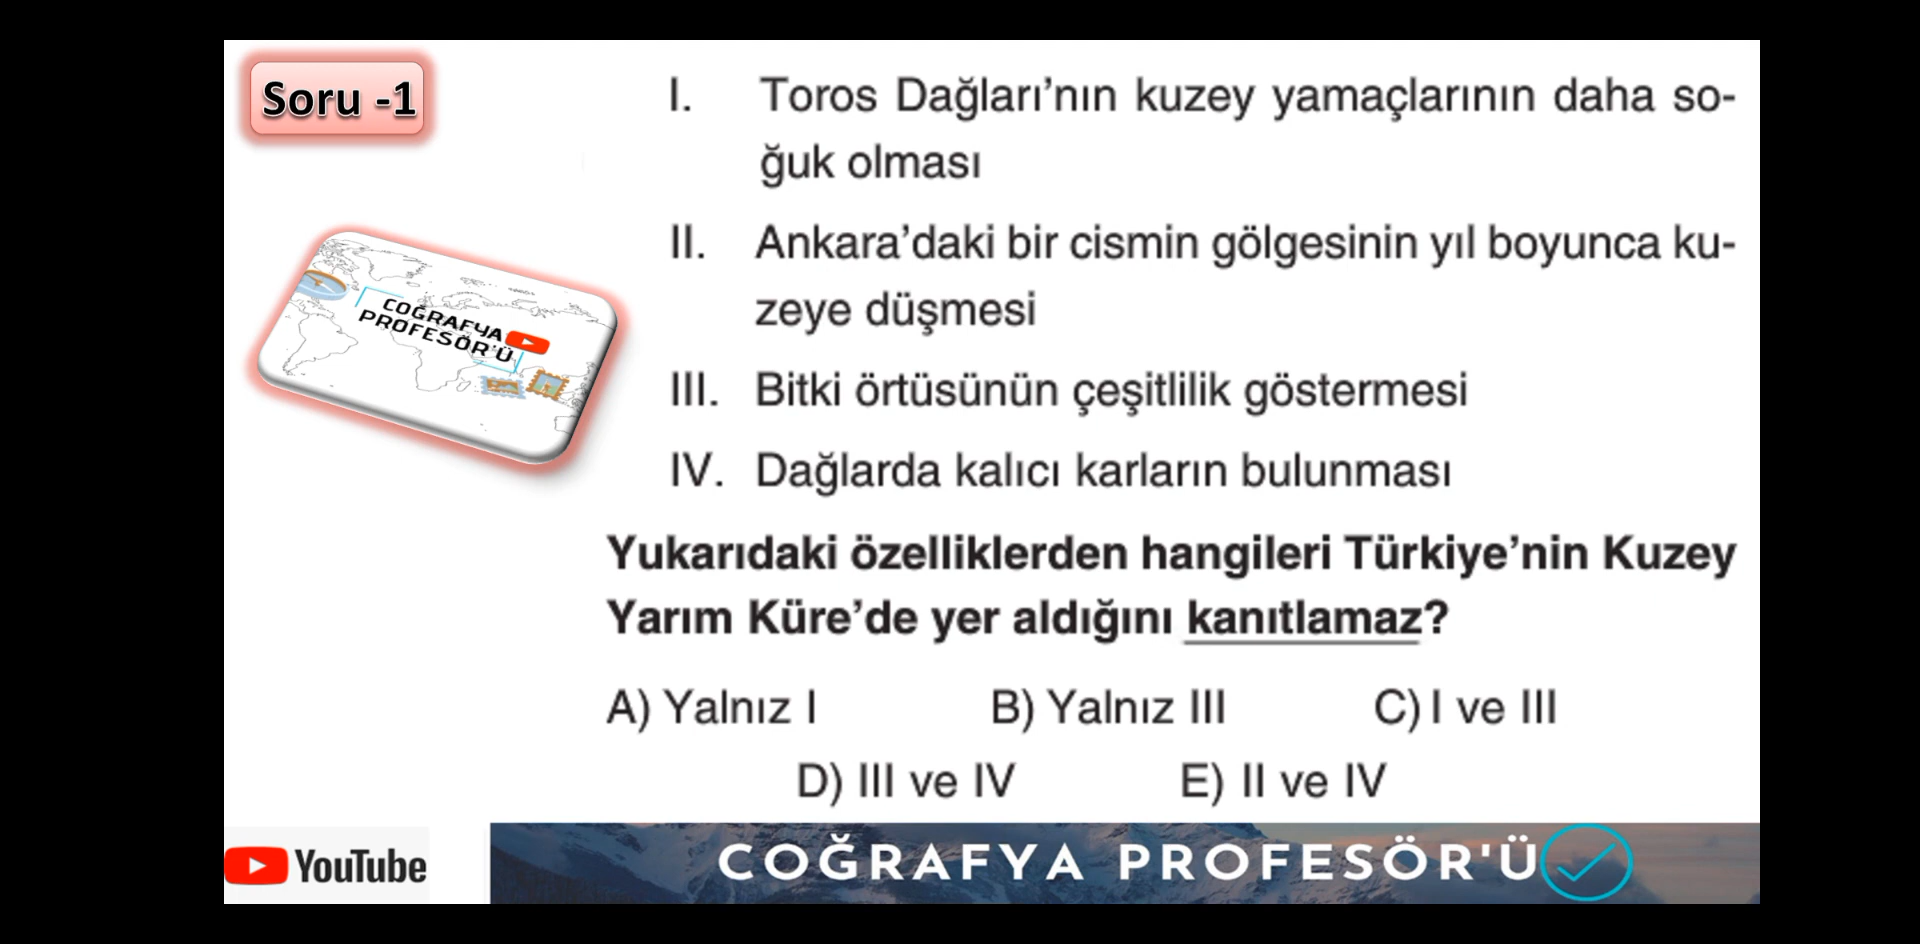 Soru -1
I. Toros Dağları’nın kuzey yamaçlarının daha so-
ğuk olması
II. Ankara’daki bir cismin gölgesinin yıl boyunca ku-
zeye düşmesi
III. Bitki örtüsünün çeşitlilik göstermesi
IV. Dağlarda kalıcı karların bulunması
COĞRAFYA
PROFESÖR'Ü
Yukarıdaki özelliklerden hangileri Türkiye’nin Kuzey
Yarım Küre’de yer aldığını kanıtlamaz?
A) Yalnız I B) Yalnız III C) I ve III
D) III ve IV E) II ve IV
YouTube
COĞRAFYA PROFESÖR'Ü